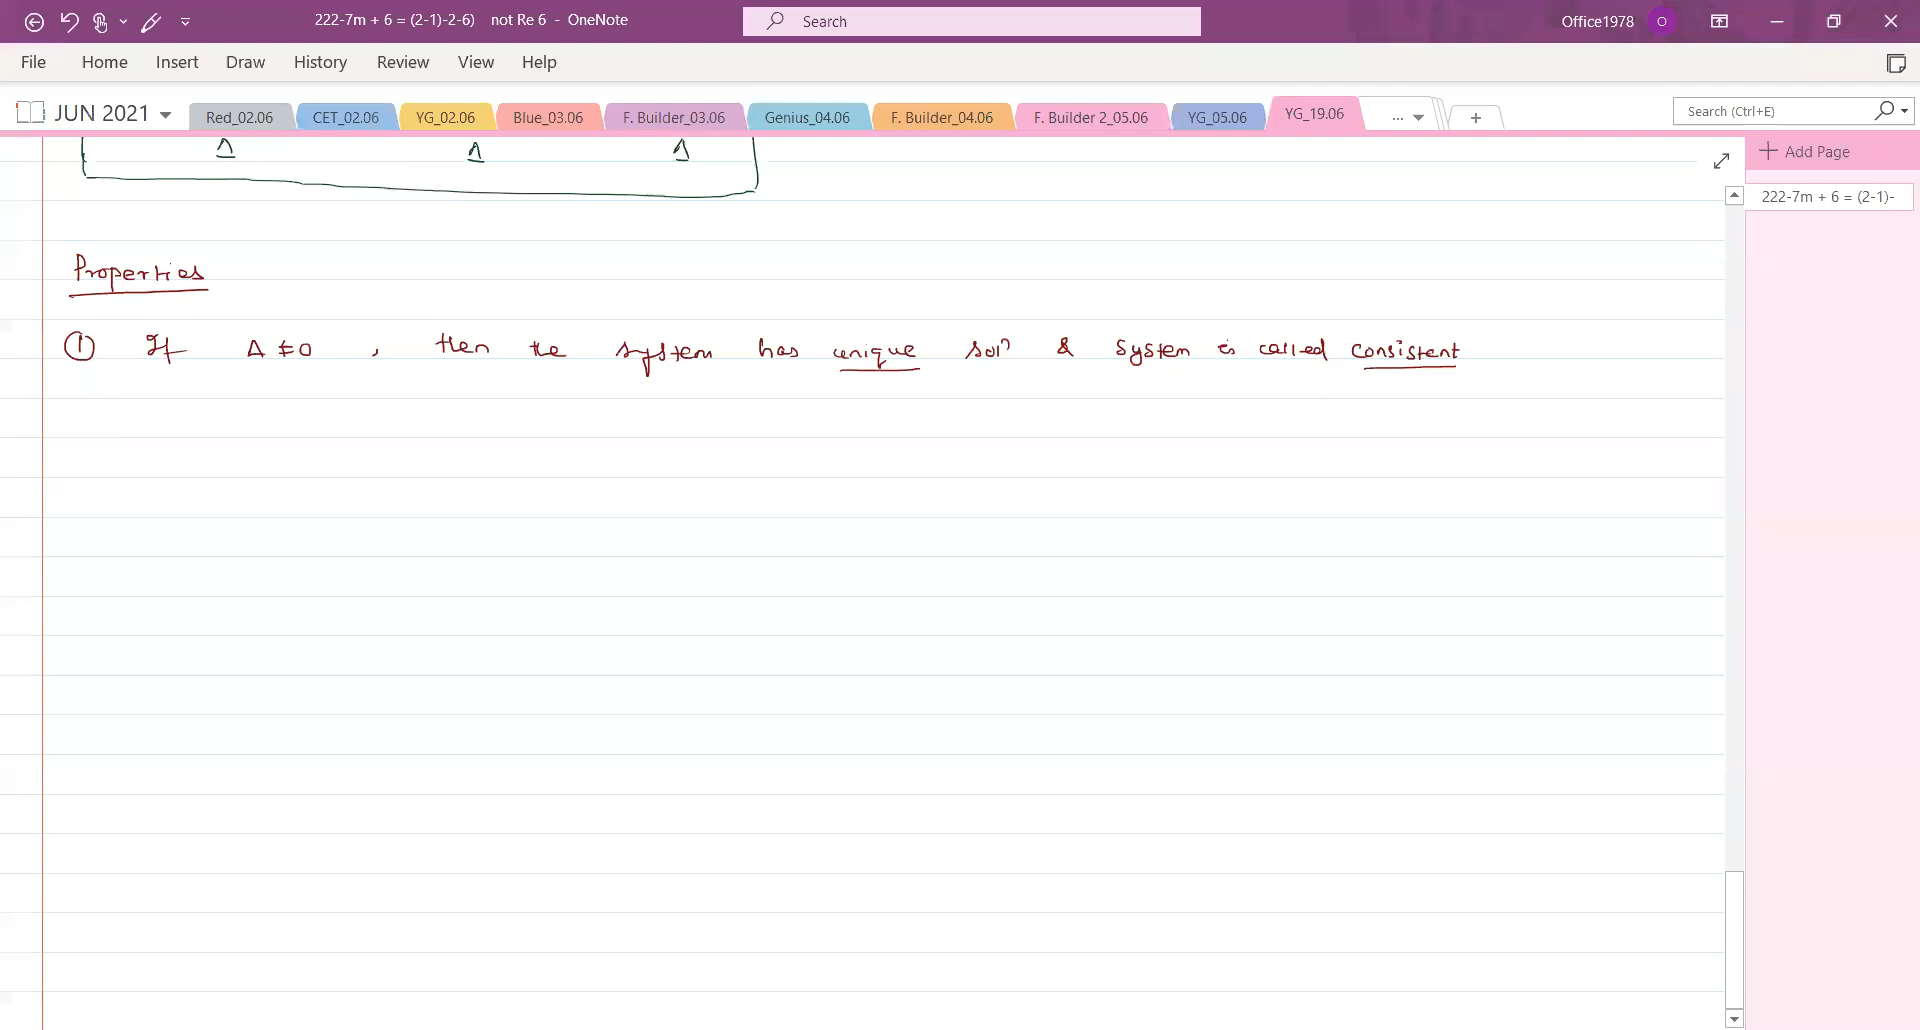 222-7m + 6 = (2-1)-2-6) not Re 6 - OneNote
Search
Office1978
O
File Home Insert Draw History Review View Help
JUN 2021
Red_02.06 CET_02.06 YG_02.06 Blue_03.06 F. Builder_03.06 Genius_04.06 F. Builder_04.06 F. Builder 2_05.06 YG_05.06 YG_19.06 ... +
Search (Ctrl+E)
Add Page
222-7m + 6 = (2-1)-
Δ Δ Δ
Properties
① If Δ ≠ 0 , then the system has unique solⁿ & system is called consistent